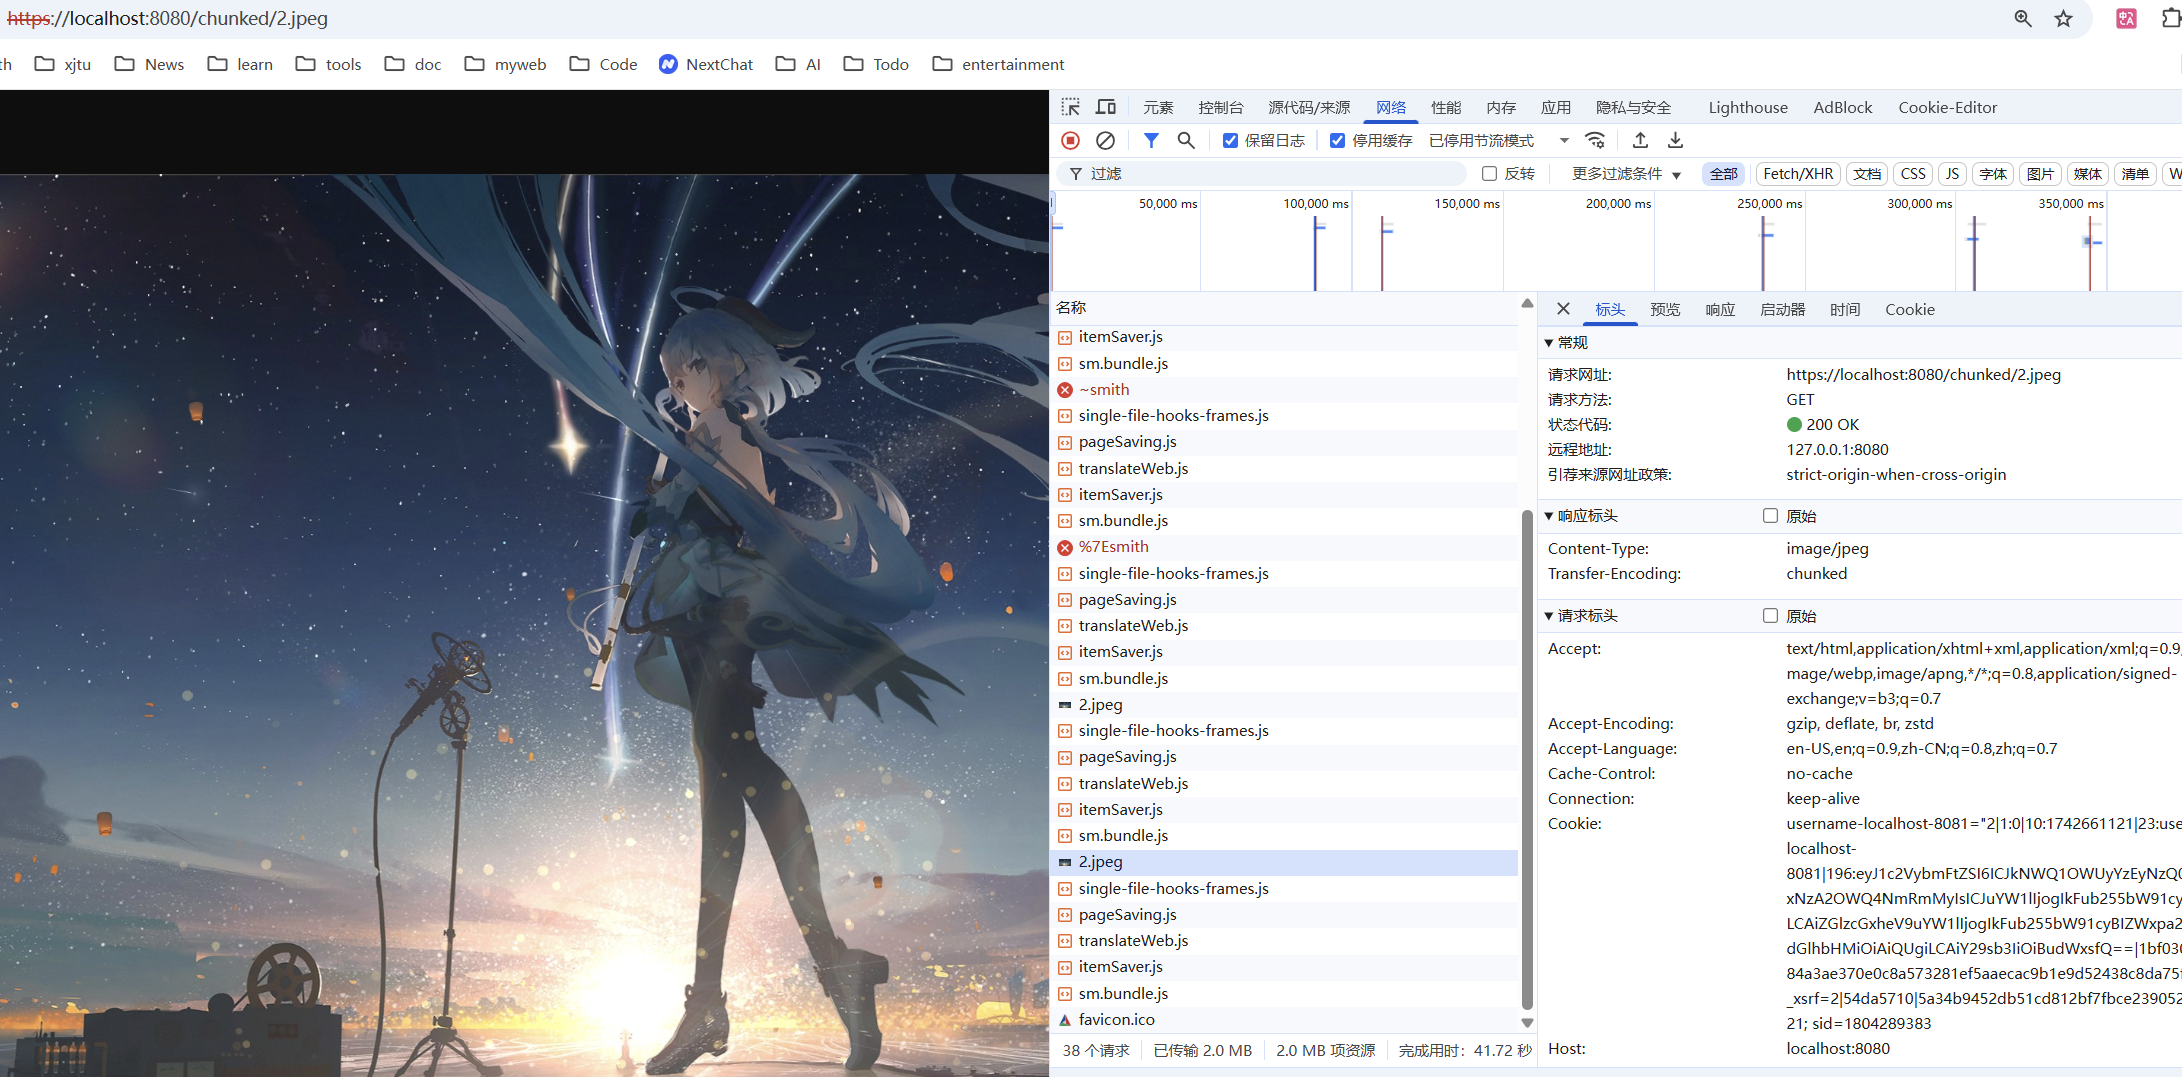 https://localhost:8080/chunked/2.jpeg
th xjtu News learn tools doc myweb Code NextChat AI Todo entertainment
元素 控制台 源代码/来源 网络 性能 内存 应用 隐私与安全 Lighthouse AdBlock Cookie-Editor
保留日志 停用缓存 已停用节流模式
过滤 反转 更多过滤条件 全部 Fetch/XHR 文档 CSS JS 字体 图片 媒体 清单 W
50,000 ms 100,000 ms 150,000 ms 200,000 ms 250,000 ms 300,000 ms 350,000 ms
名称
itemSaver.js
sm.bundle.js
~smith
single-file-hooks-frames.js
pageSaving.js
translateWeb.js
itemSaver.js
sm.bundle.js
%7Esmith
single-file-hooks-frames.js
pageSaving.js
translateWeb.js
itemSaver.js
sm.bundle.js
2.jpeg
single-file-hooks-frames.js
pageSaving.js
translateWeb.js
itemSaver.js
sm.bundle.js
2.jpeg
single-file-hooks-frames.js
pageSaving.js
translateWeb.js
itemSaver.js
sm.bundle.js
favicon.ico
38 个请求 已传输 2.0 MB 2.0 MB 项资源 完成用时：41.72 秒
标头 预览 响应 启动器 时间 Cookie
常规
请求网址: https://localhost:8080/chunked/2.jpeg
请求方法: GET
状态代码: 200 OK
远程地址: 127.0.0.1:8080
引荐来源网址政策: strict-origin-when-cross-origin
响应标头 原始
Content-Type: image/jpeg
Transfer-Encoding: chunked
请求标头 原始
Accept: text/html,application/xhtml+xml,application/xml;q=0.9,
mage/webp,image/apng,*/*;q=0.8,application/signed-
exchange;v=b3;q=0.7
Accept-Encoding: gzip, deflate, br, zstd
Accept-Language: en-US,en;q=0.9,zh-CN;q=0.8,zh;q=0.7
Cache-Control: no-cache
Connection: keep-alive
Cookie: username-localhost-8081="2|1:0|10:1742661121|23:use
localhost-
8081|196:eyJ1c2VybmFtZSI6ICJkNWQ1OWUyYzEyNzQ0
xNzA2OWQ4NmRmMyIsICJuYW1lIjogIkFub255bW91cy
LCAiZGlzcGxheV9uYW1lIjogIkFub255bW91cyBIZWxpa2
dGlhbHMiOiAiQUgiLCAiY29sb3IiOiBudWxsfQ==|1bf030
84a3ae370e0c8a573281ef5aaecac9b1e9d52438c8da75f
_xsrf=2|54da5710|5a34b9452db51cd812bf7fbce239052
21; sid=1804289383
Host: localhost:8080